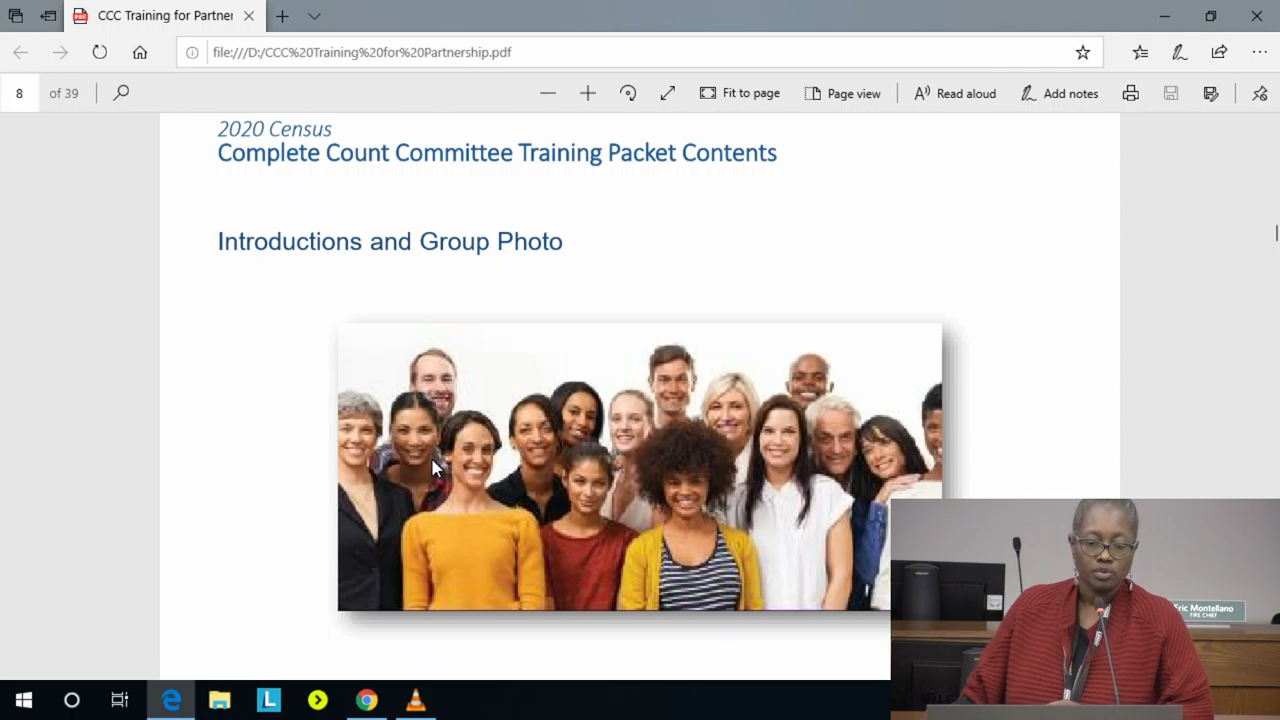 CCC Training for Partner
file:///D:/CCC%20Training%20for%20Partnership.pdf
8 of 39
Fit to page
Page view
Read aloud
Add notes
2020 Census
Complete Count Committee Training Packet Contents
Introductions and Group Photo
Eric Montellano
FIRE CHIEF